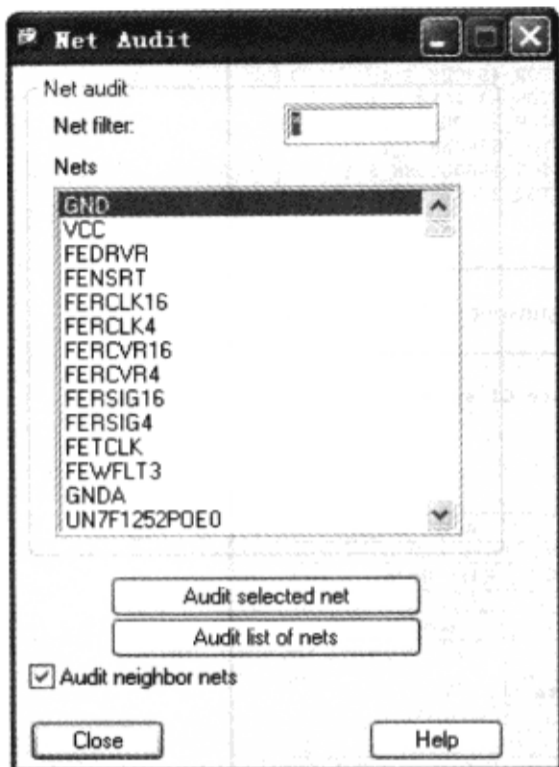 Net Audit
Net audit
Net filter:
*
Nets
GND
VCC
FEDRVR
FENSRT
FERCLK16
FERCLK4
FERCVR16
FERCVR4
FERSIG16
FERSIG4
FETCLK
FEWFLT3
GNDA
UN7F1252POE0
Audit selected net
Audit list of nets
Audit neighbor nets
Close
Help